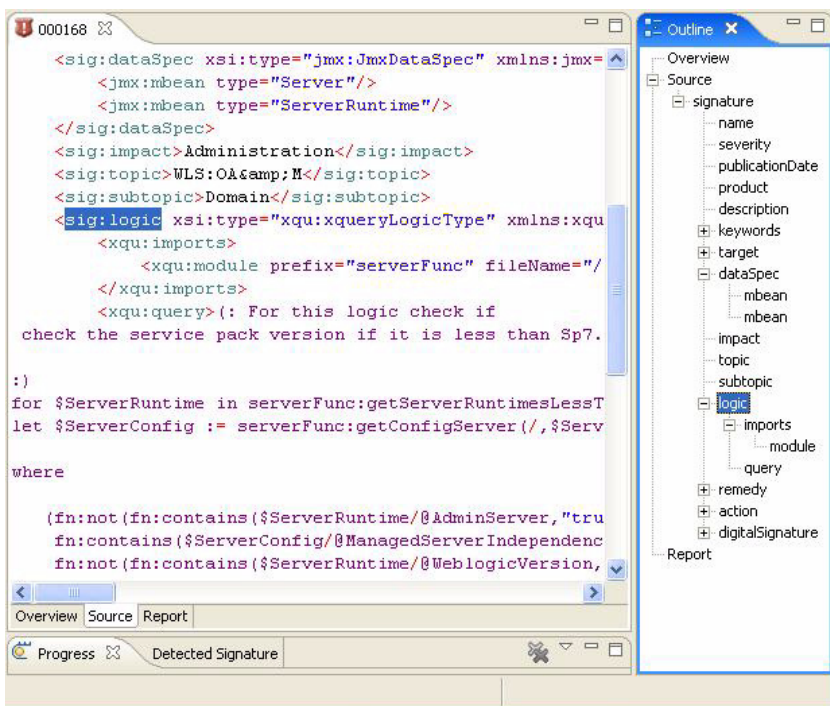 000168
<sig:dataSpec xsi:type="jmx:JmxDataSpec" xmlns:jmx=
<jmx:mbean type="Server"/>
<jmx:mbean type="ServerRuntime"/>
</sig:dataSpec>
<sig:impact>Administration</sig:impact>
<sig:topic>WLS:OA&amp;M</sig:topic>
<sig:subtopic>Domain</sig:subtopic>
<sig:logic xsi:type="xqu:xqueryLogicType" xmlns:xqu
<xqu:imports>
<xqu:module prefix="serverFunc" fileName="/
</xqu:imports>
<xqu:query>(: For this logic check if
check the service pack version if it is less than Sp7.
:)
for $ServerRuntime in serverFunc:getServerRuntimesLessT
let $ServerConfig := serverFunc:getConfigServer(/,$Serv
where
(fn:not(fn:contains($ServerRuntime/@AdminServer,"tru
fn:contains($ServerConfig/@ManagedServerIndependenc
fn:not(fn:contains($ServerRuntime/@WeblogicVersion,
Overview Source Report
Progress Detected Signature
Outline
Overview
Source
signature
name
severity
publicationDate
product
description
keywords
target
dataSpec
mbean
mbean
impact
topic
subtopic
logic
imports
module
query
remedy
action
digitalSignature
Report